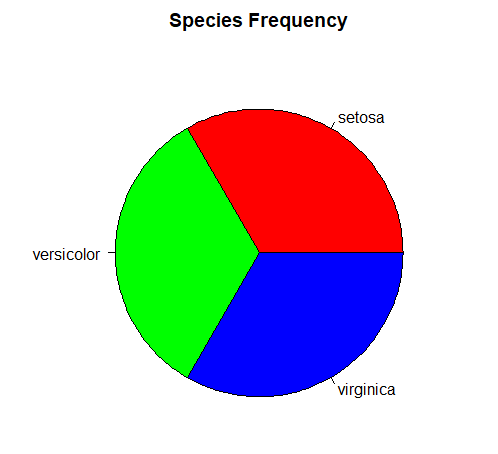 Species Frequency
setosa
versicolor
virginica